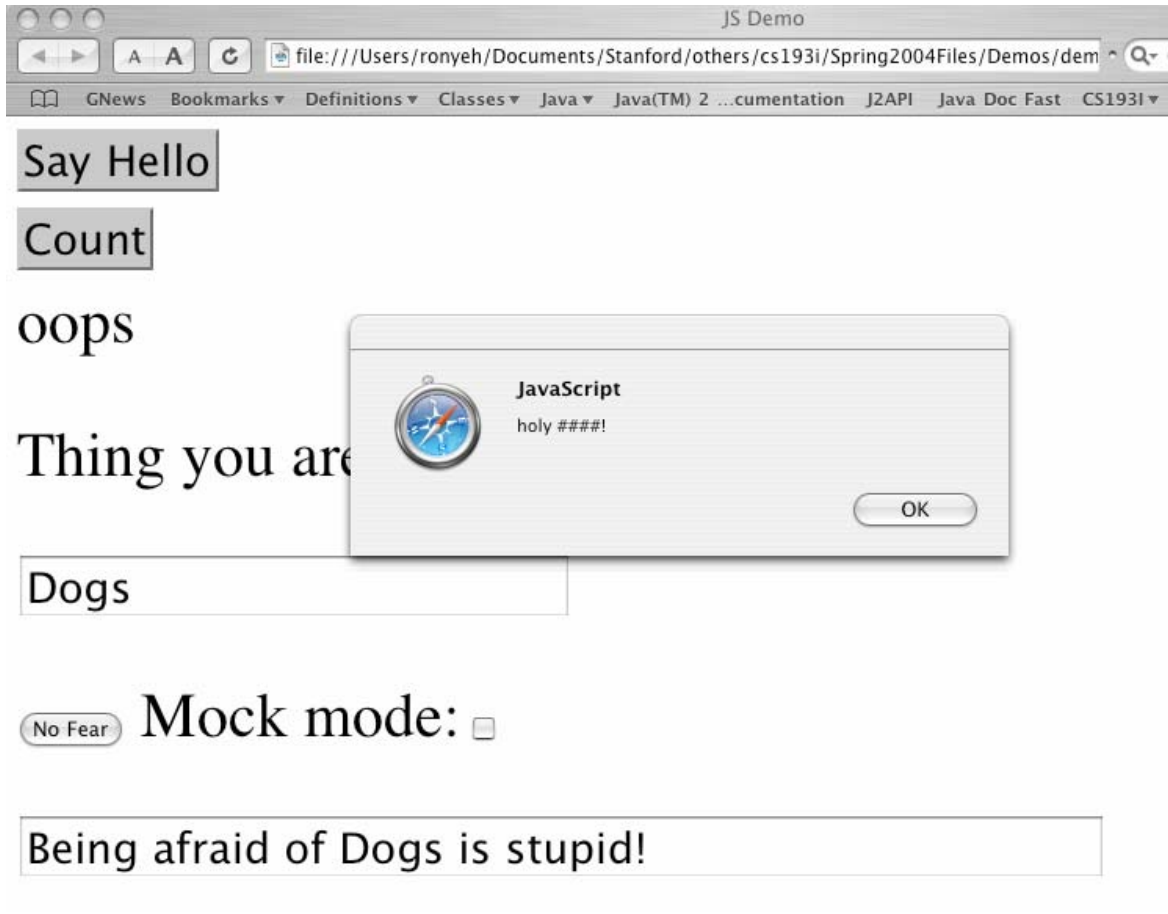 JS Demo
A A file:///Users/ronyeh/Documents/Stanford/others/cs193i/Spring2004Files/Demos/dem
GNews Bookmarks Definitions Classes Java Java(TM) 2 ...cumentation J2API Java Doc Fast CS193I
Say Hello
Count
oops
JavaScript
holy ####!
Thing you are
OK
Dogs
No Fear Mock mode:
Being afraid of Dogs is stupid!